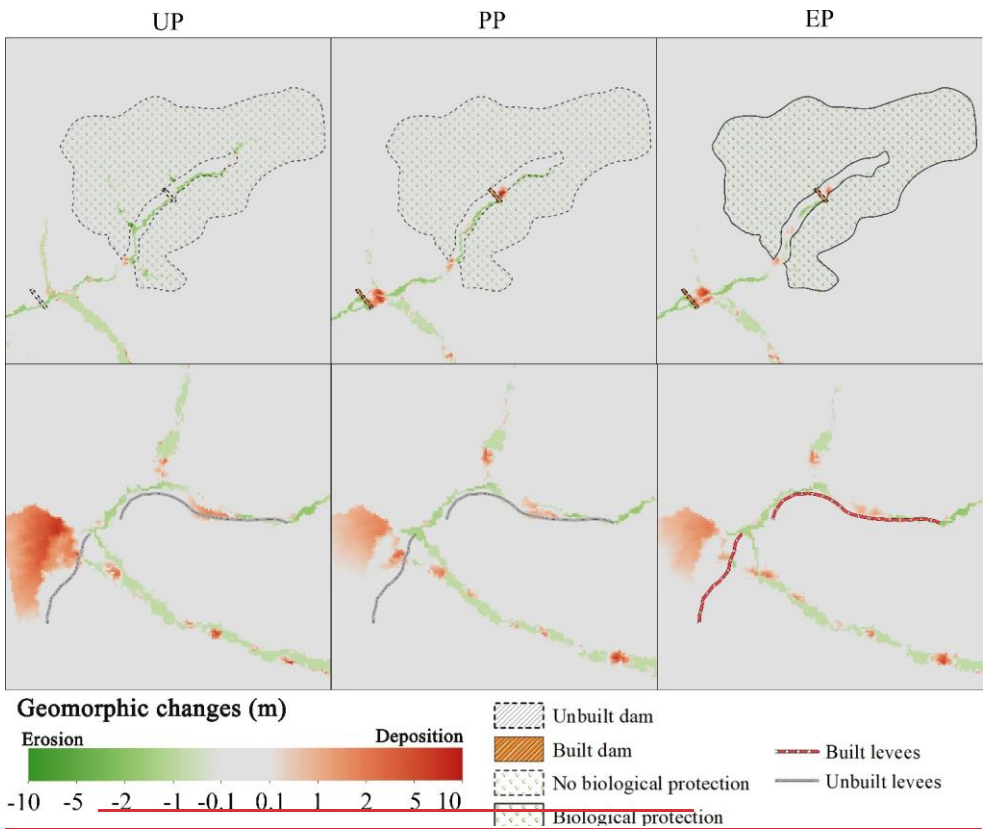 UP PP EP
Geomorphic changes (m)
Erosion Deposition
-10 -5 -2 -1 -0.1 0.1 1 2 5 10
Unbuilt dam
Built dam
No biological protection
Biological protection
Built levees
Unbuilt levees